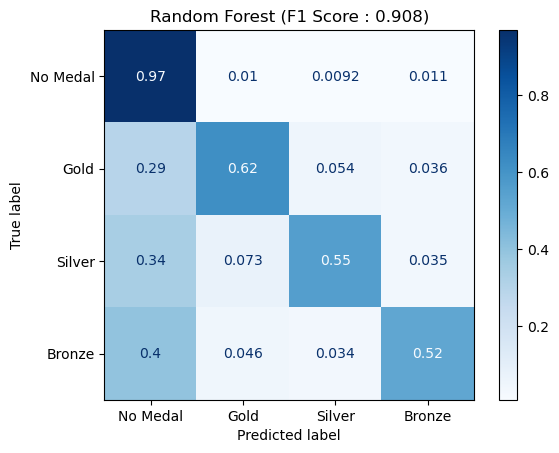 Random Forest (F1 Score : 0.908)
No Medal 0.97 0.01 0.0092 0.011
Gold 0.29 0.62 0.054 0.036
Silver 0.34 0.073 0.55 0.035
Bronze 0.4 0.046 0.034 0.52
No Medal Gold Silver Bronze
Predicted label
True label
0.8
0.6
0.4
0.2